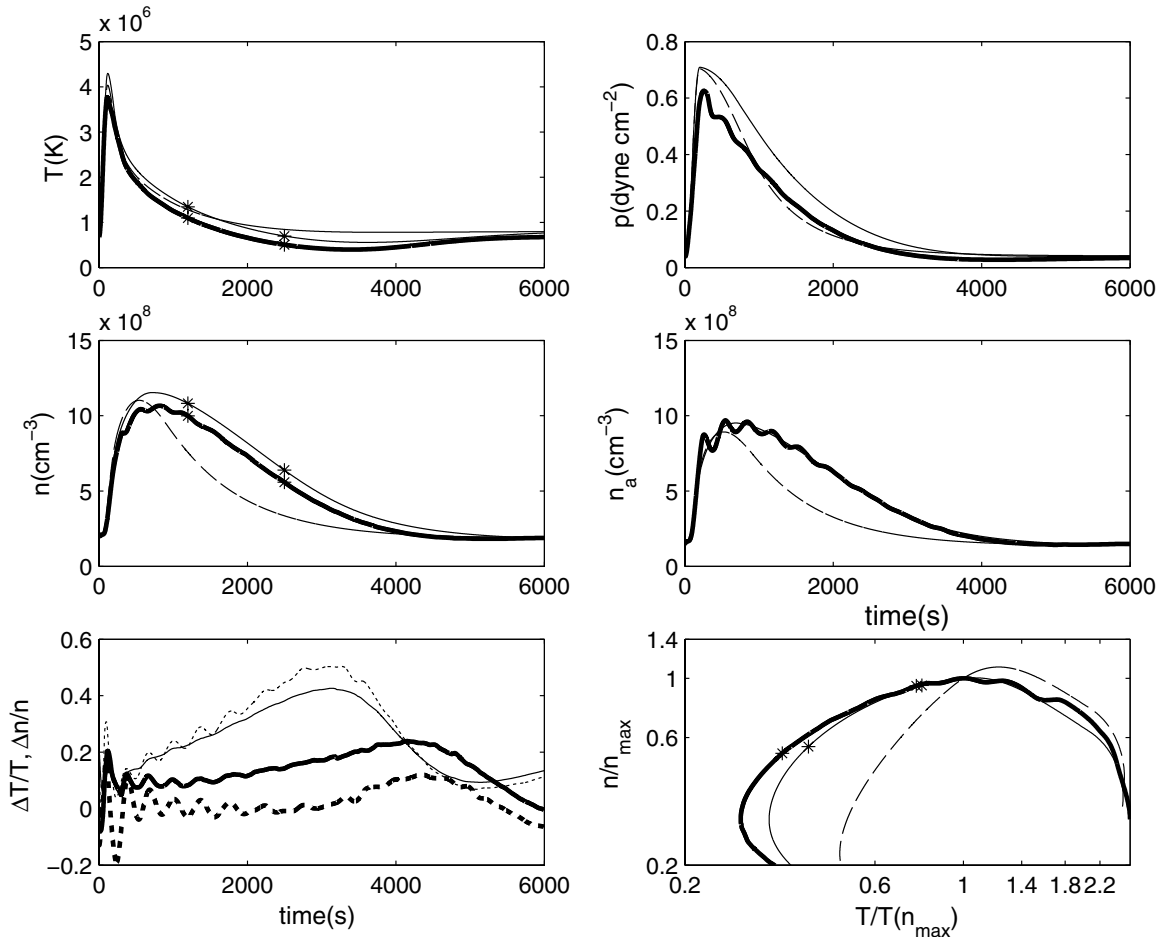 x 10^6
5
4
3
2
1
0
T(K)
0 2000 4000 6000
0.8
0.6
0.4
0.2
0
p(dyne cm^−2)
0 2000 4000 6000
x 10^8
15
10
5
0
n(cm^−3)
0 2000 4000 6000
x 10^8
15
10
5
0
n_a(cm^−3)
0 2000 4000 6000
time(s)
0.6
0.4
0.2
0
−0.2
ΔT/T, Δn/n
0 2000 4000 6000
time(s)
1.4
1
0.6
0.2
n/n_max
0.2 0.6 1 1.4 1.8 2.2
T/T(n_max)